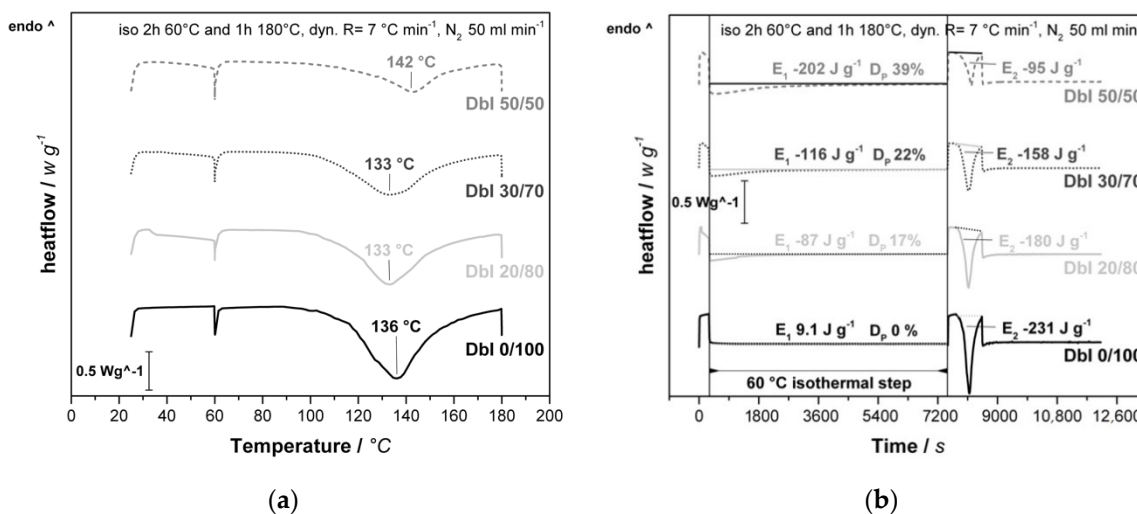 endo ^
iso 2h 60°C and 1h 180°C, dyn. R= 7 °C min-1, N2 50 ml min-1
142 °C
Dbl 50/50
133 °C
Dbl 30/70
133 °C
Dbl 20/80
136 °C
Dbl 0/100
0.5 Wg^-1
heatflow / w g-1
0 20 40 60 80 100 120 140 160 180 200
Temperature / °C
(a)
endo ^
iso 2h 60°C and 1h 180°C, dyn. R= 7 °C min-1, N2 50 ml min-1
E1 -202 J g-1 DP 39%
E2 -95 J g-1
Dbl 50/50
E1 -116 J g-1 DP 22%
E2 -158 J g-1
Dbl 30/70
0.5 Wg^-1
E1 -87 J g-1 DP 17%
E2 -180 J g-1
Dbl 20/80
E1 9.1 J g-1 DP 0 %
E2 -231 J g-1
Dbl 0/100
60 °C isothermal step
heatflow / w g-1
0 1800 3600 5400 7200 9000 10,800 12,600
Time / s
(b)